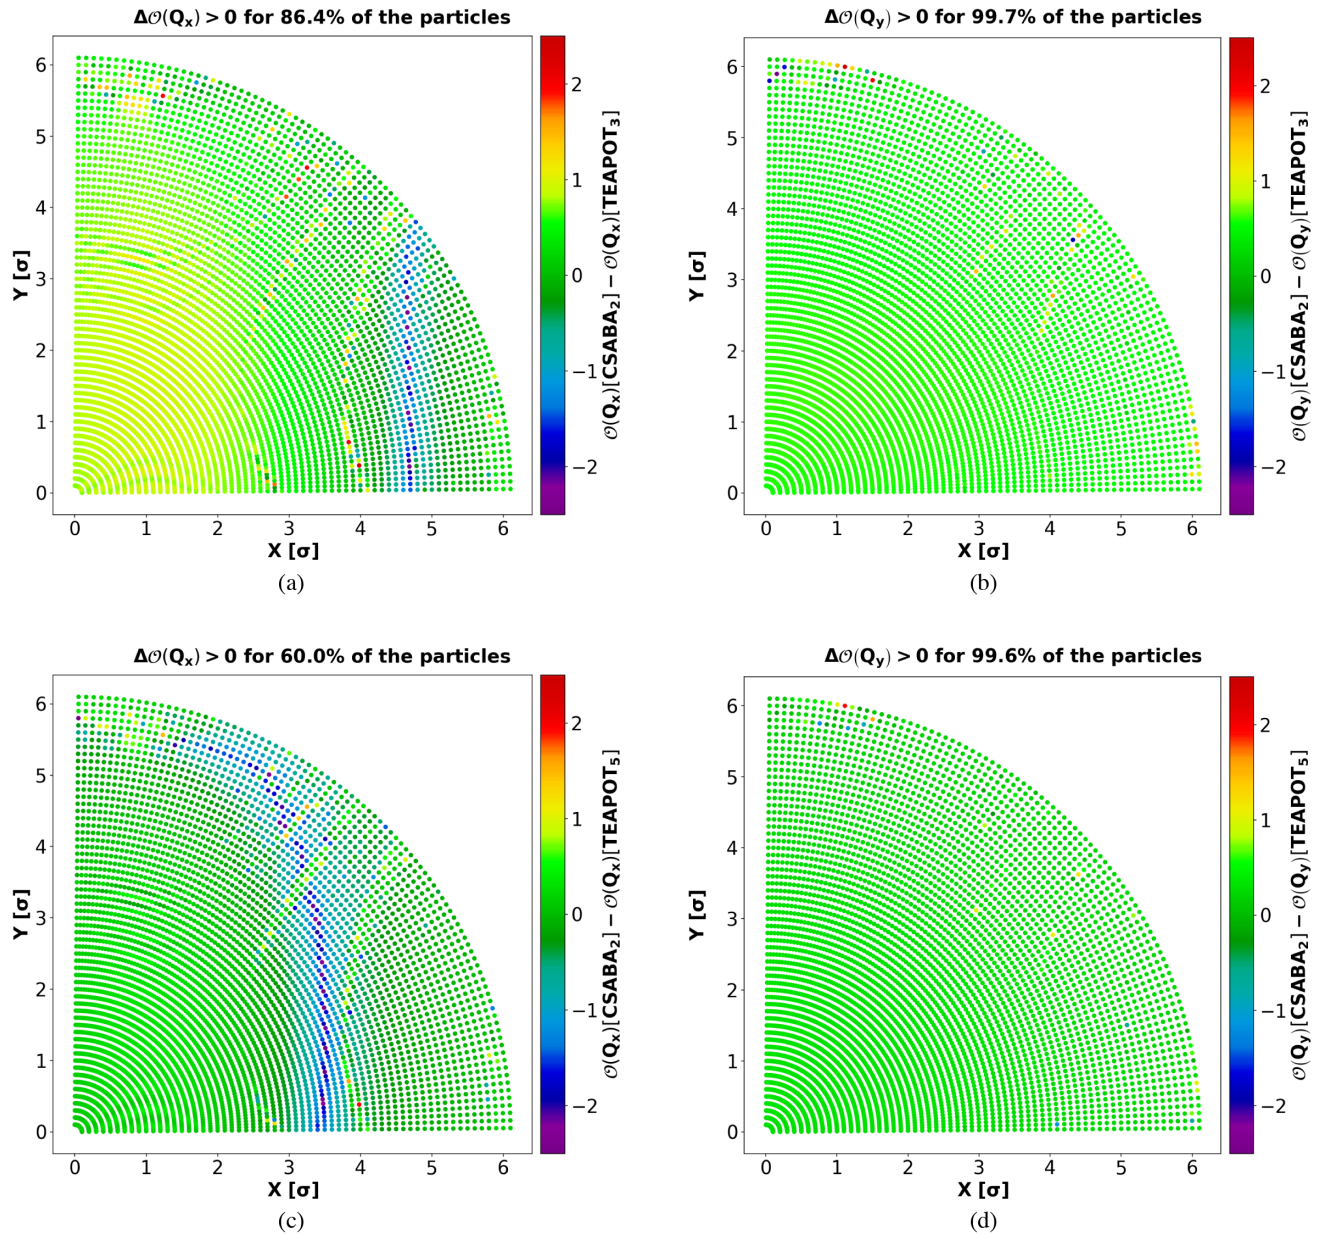 Δ𝒪(Qₓ) > 0 for 86.4% of the particles
Y [σ]
6
5
4
3
2
1
0
0 1 2 3 4 5 6
X [σ]
2
1
0
−1
−2
𝒪(Qₓ)[CSABA₂] − 𝒪(Qₓ)[TEAPOT₃]
(a)
Δ𝒪(Q_y) > 0 for 99.7% of the particles
Y [σ]
6
5
4
3
2
1
0
0 1 2 3 4 5 6
X [σ]
2
1
0
−1
−2
𝒪(Q_y)[CSABA₂] − 𝒪(Q_y)[TEAPOT₃]
(b)
Δ𝒪(Qₓ) > 0 for 60.0% of the particles
Y [σ]
6
5
4
3
2
1
0
0 1 2 3 4 5 6
X [σ]
2
1
0
−1
−2
𝒪(Qₓ)[CSABA₂] − 𝒪(Qₓ)[TEAPOT₅]
(c)
Δ𝒪(Q_y) > 0 for 99.6% of the particles
Y [σ]
6
5
4
3
2
1
0
0 1 2 3 4 5 6
X [σ]
2
1
0
−1
−2
𝒪(Q_y)[CSABA₂] − 𝒪(Q_y)[TEAPOT₅]
(d)